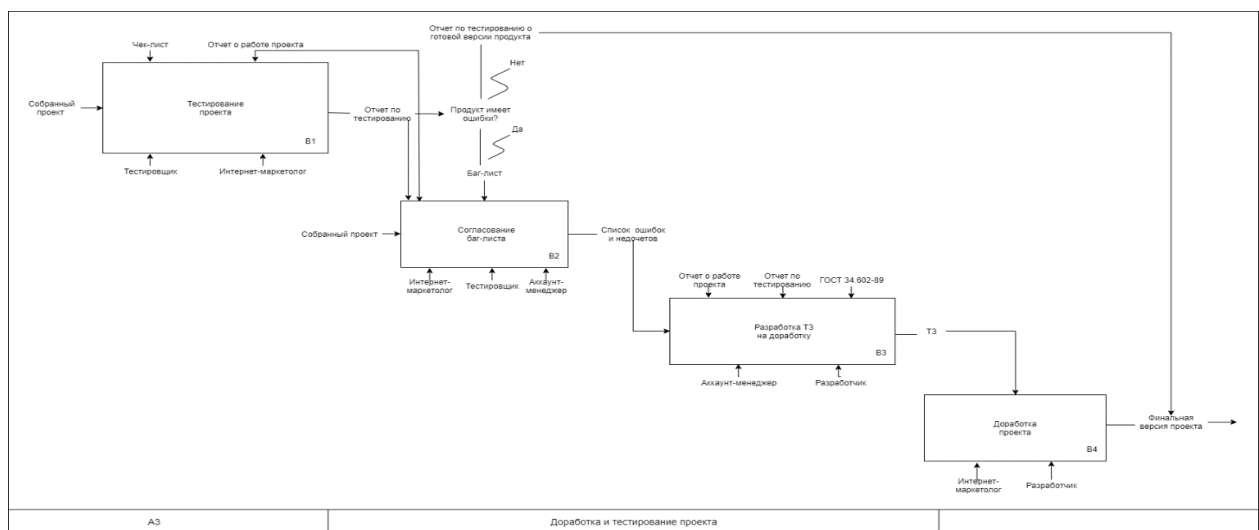 Отчет по тестированию о
готовой версии продукта
Чек-лист
Отчет о работе проекта
Нет
Собранный
проект
Тестирование
проекта
B1
Отчет по
тестированию
Продукт имеет
ошибки?
Да
Тестировщик
Интернет-маркетолог
Баг-лист
Собранный проект
Согласование
баг-листа
B2
Список ошибок
и недочетов
Интернет-
маркетолог
Тестировщик
Аккаунт-
менеджер
Отчет о работе
проекта
Отчет по
тестированию
ГОСТ 34.602-89
Разработка ТЗ
на доработку
B3
ТЗ
Аккаунт-менеджер
Разработчик
Доработка
проекта
B4
Финальная
версия проекта
Интернет-
маркетолог
Разработчик
А3
Доработка и тестирование проекта